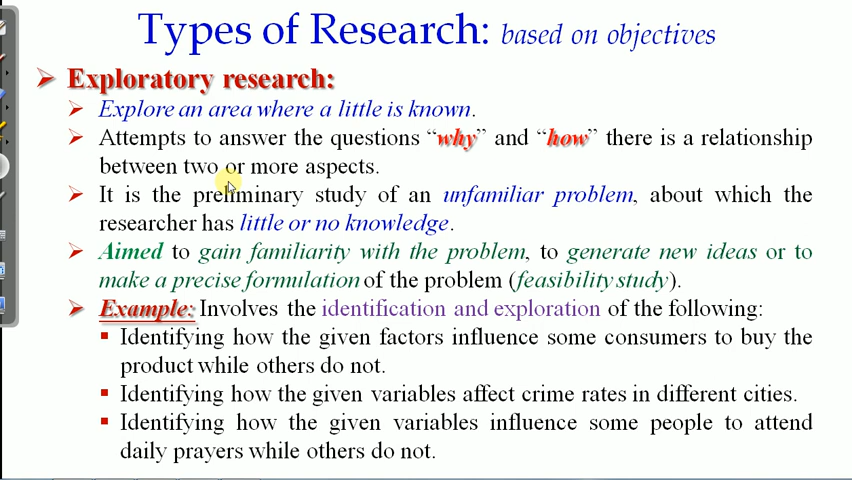 Types of Research: based on objectives
Exploratory research:
Explore an area where a little is known.
Attempts to answer the questions “why” and “how” there is a relationship
between two or more aspects.
It is the preliminary study of an unfamiliar problem, about which the
researcher has little or no knowledge.
Aimed to gain familiarity with the problem, to generate new ideas or to
make a precise formulation of the problem (feasibility study).
Example: Involves the identification and exploration of the following:
Identifying how the given factors influence some consumers to buy the
product while others do not.
Identifying how the given variables affect crime rates in different cities.
Identifying how the given variables influence some people to attend
daily prayers while others do not.